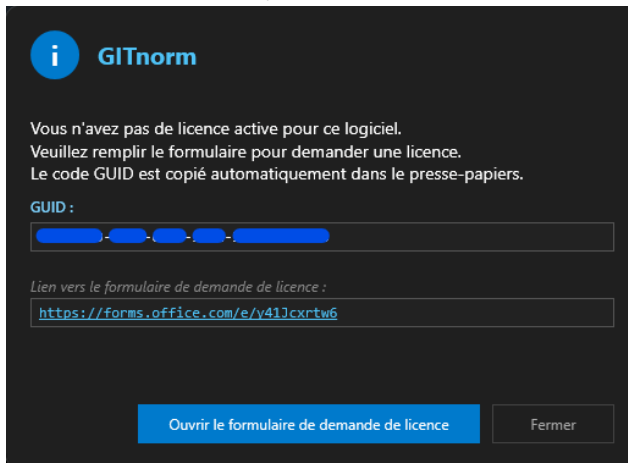 i
GITnorm
Vous n'avez pas de licence active pour ce logiciel.
Veuillez remplir le formulaire pour demander une licence.
Le code GUID est copié automatiquement dans le presse-papiers.
GUID :
Lien vers le formulaire de demande de licence :
https://forms.office.com/e/y41Jcxrtw6
Ouvrir le formulaire de demande de licence
Fermer